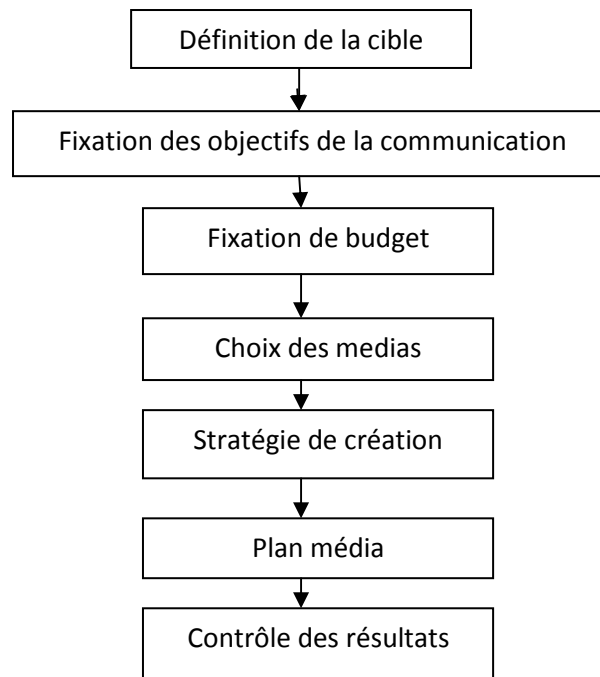 Définition de la cible
Fixation des objectifs de la communication
Fixation de budget
Choix des medias
Stratégie de création
Plan média
Contrôle des résultats